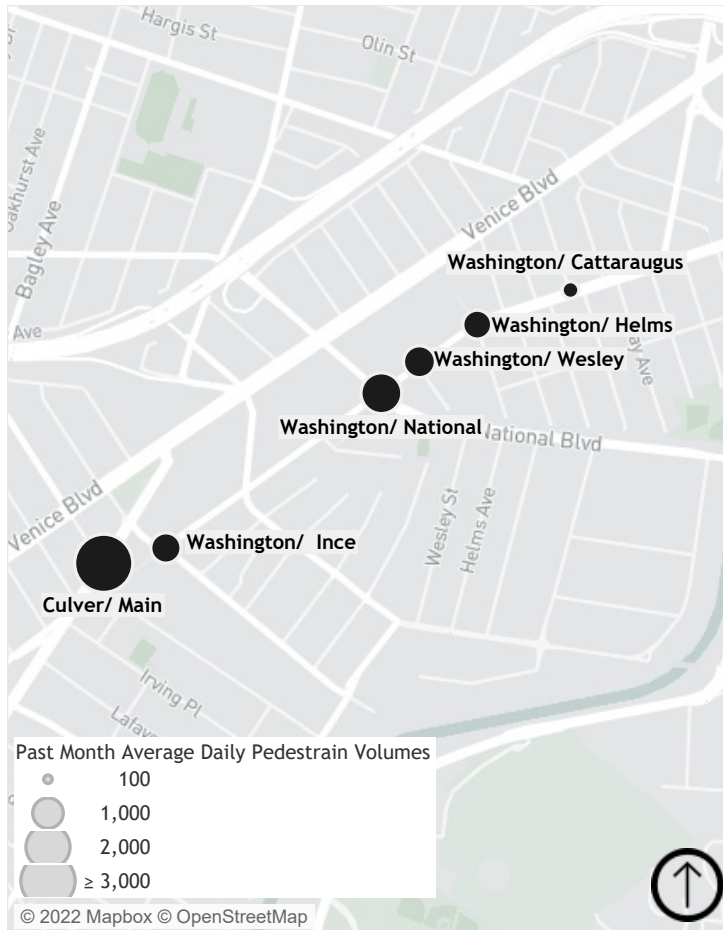 Hargis St
Olin St
Bagley Ave
Venice Blvd
Washington/ Cattaraugus
Washington/ Helms
Ave
Washington/ Wesley
Washington/ National
National Blvd
Venice Blvd
Wesley St
Helms Ave
Washington/  Ince
Culver/ Main
Irving Pl
Past Month Average Daily Pedestrain Volumes
100
1,000
2,000
≥ 3,000
© 2022 Mapbox © OpenStreetMap